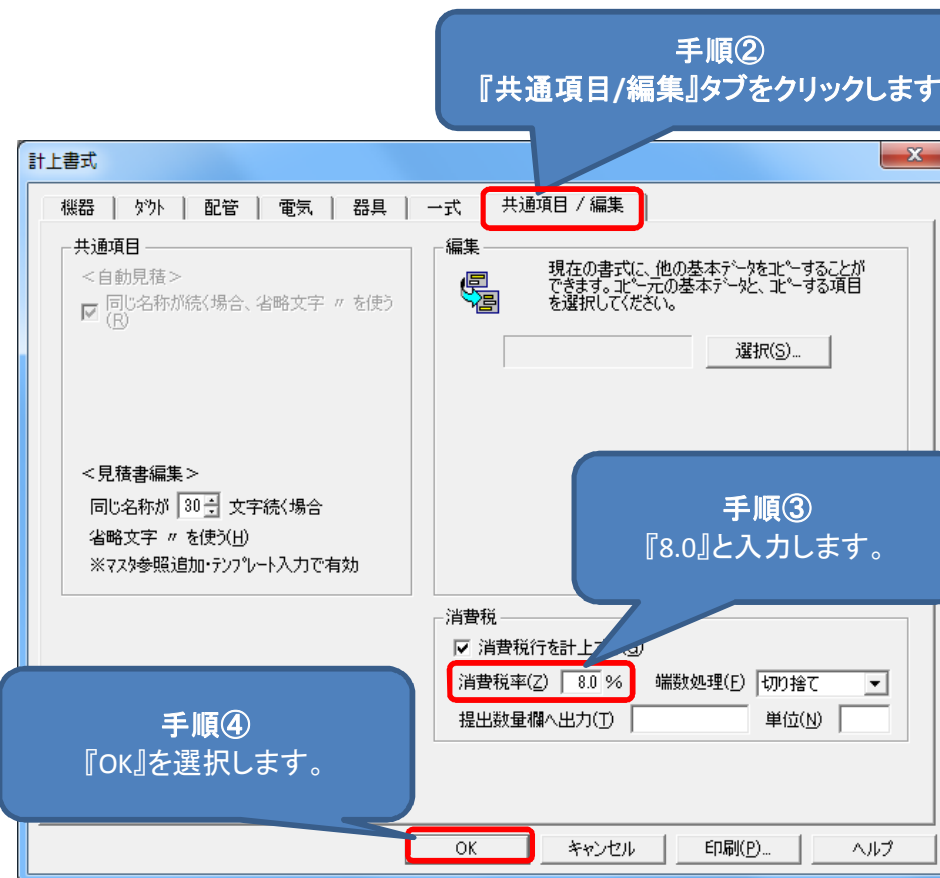 手順②
『共通項目/編集』タブをクリックします
計上書式
機器 ダクト 配管 電気 器具 一式 共通項目 / 編集
共通項目
<自動見積>
同じ名称が続く場合、省略文字 〃 を使う
(R)
<見積書編集>
同じ名称が 30 文字続く場合
省略文字 〃 を使う(H)
※マスタ参照追加・テンプレート入力で有効
編集
現在の書式に、他の基本データをコピーすることが
できます。コピー元の基本データと、コピーする項目
を選択してください。
選択(S)...
手順③
『8.0』と入力します。
消費税
消費税行を計上
消費税率(Z) 8.0 % 端数処理(F) 切り捨て
提出数量欄へ出力(T) 単位(N)
手順④
『OK』を選択します。
OK キャンセル 印刷(P)... ヘルプ